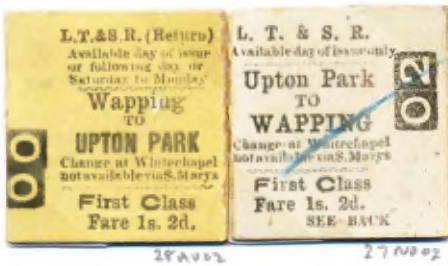 L.T.&S.R. (Return)
Available day of issue
or following day or
Saturday to Monday
Wapping
TO
UPTON PARK
Change at Whitechapel
not available via S. Marys
First Class
Fare 1s. 2d.
00
L. T. & S. R.
Available day of issue only
Upton Park
TO
WAPPING
Change at Whitechapel
not available via S. Marys
First Class
Fare 1s. 2d.
SEE BACK
02
28 AU 02
27 NO 02